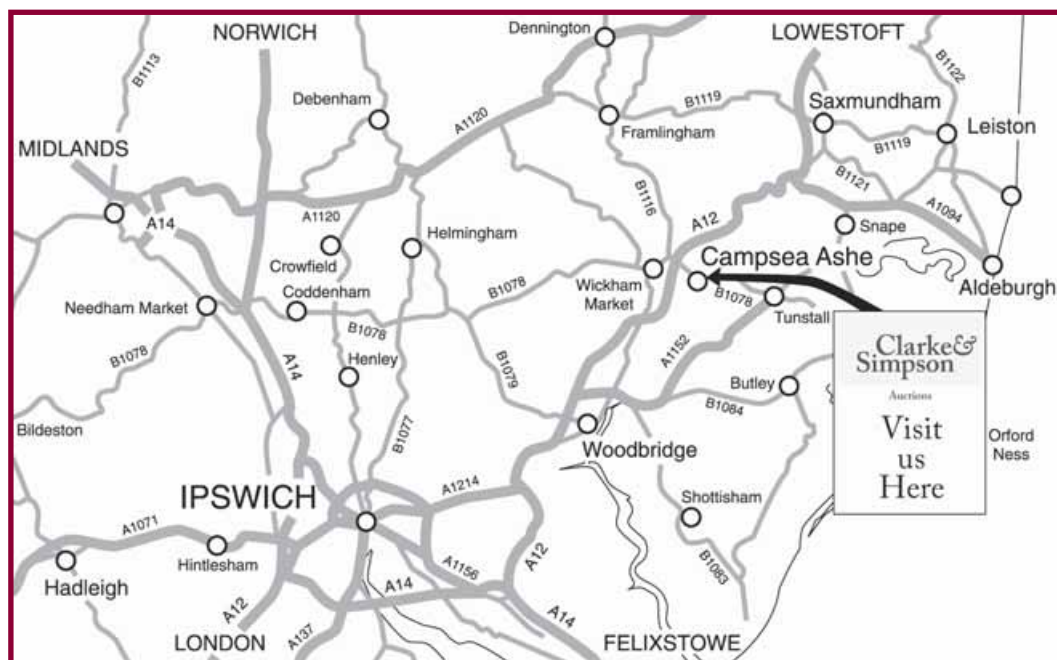 NORWICH
Dennington
LOWESTOFT
B1113
B1122
Debenham
A1120
B1119
Saxmundham
Framlingham
Leiston
MIDLANDS
B1119
B1116
B1121
A14
A1120
A12
A1094
Helmingham
Snape
Crowfield
Campsea Ashe
Coddenham
B1078
Wickham
Market
B1078
Aldeburgh
Needham Market
Tunstall
B1078
A14
Henley
A1152
Clarke&
Simpson
B1078
B1079
Butley
Auctions
B1084
Bildeston
B1077
Visit
us
Here
Woodbridge
Orford
Ness
IPSWICH
A1214
Shottisham
A1071
Hintlesham
A12
Hadleigh
A1156
B1083
A14
A12
A14
LONDON
A137
FELIXSTOWE